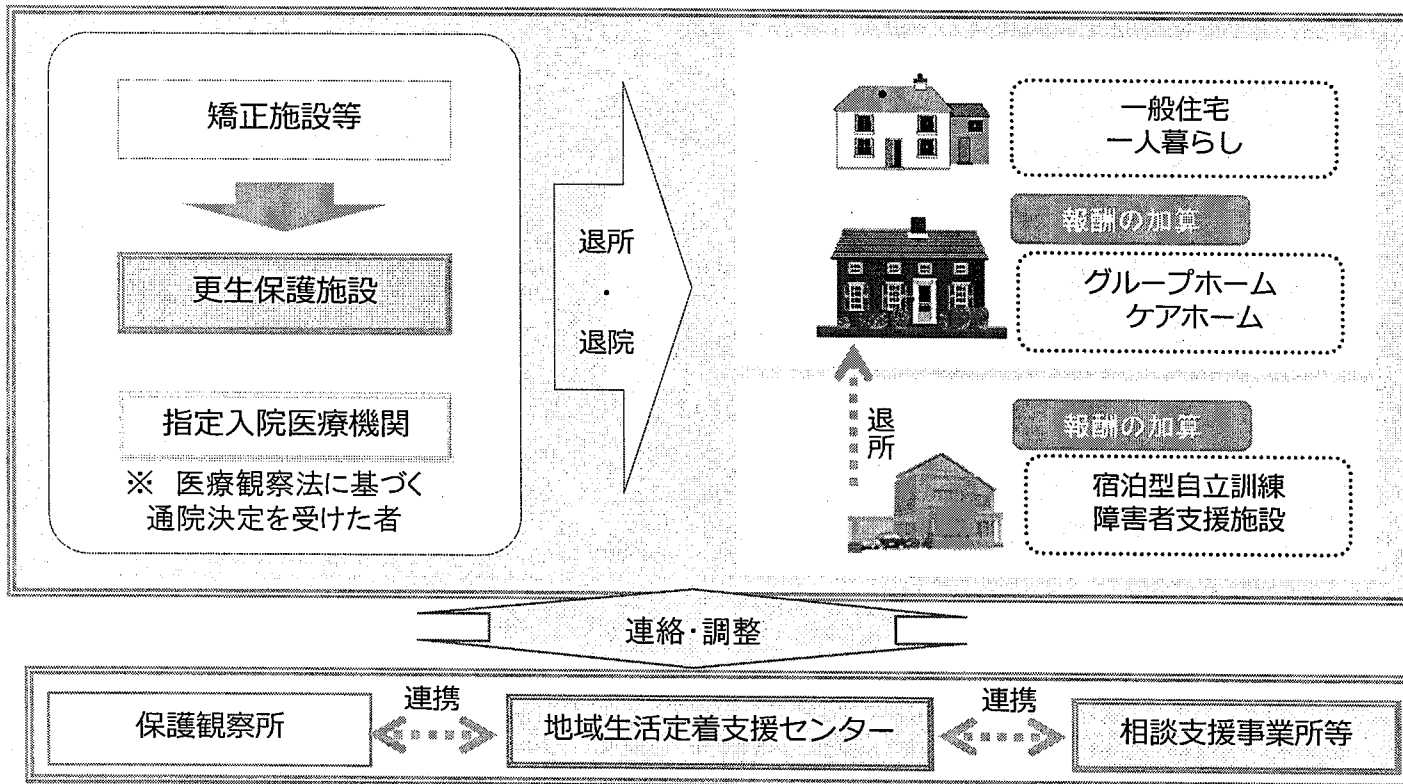 矯正施設等
更生保護施設
指定入院医療機関
※ 医療観察法に基づく
通院決定を受けた者
退所
・
退院
一般住宅
一人暮らし
報酬の加算
グループホーム
ケアホーム
退所
報酬の加算
宿泊型自立訓練
障害者支援施設
連絡・調整
保護観察所
連携
地域生活定着支援センター
連携
相談支援事業所等